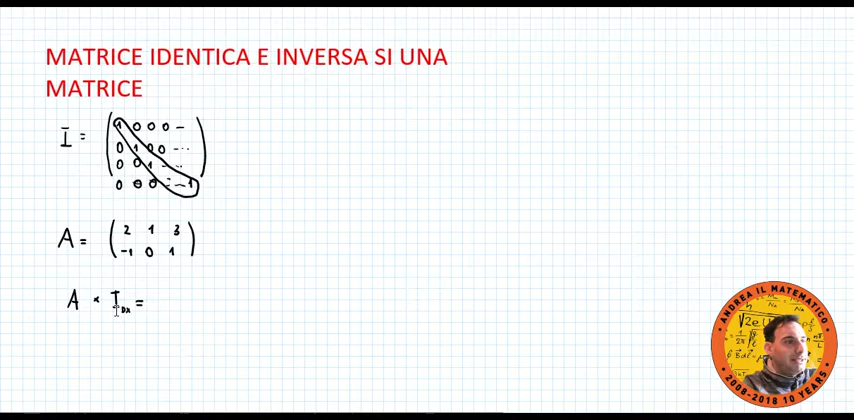 MATRICE IDENTICA E INVERSA SI UNA
MATRICE
I = ( 1 0 0 0 –
0 1 0 0 ...
0 0 1 - ..
0 0 0 - - 1 )
A = ( 2 1 3
-1 0 1 )
A × I DX =
ANDREA IL MATEMATICO
2008-2018 10 YEARS